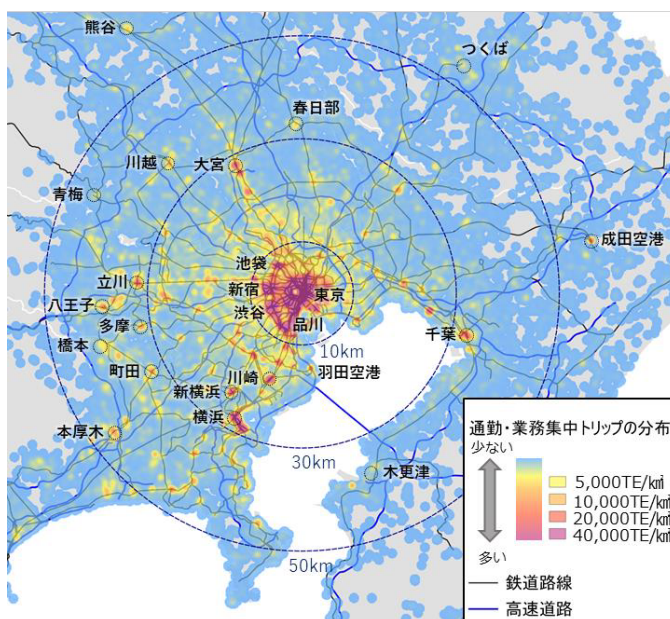 熊谷
つくば
春日部
川越
大宮
青梅
成田空港
池袋
立川
新宿
東京
八王子
渋谷
多摩
品川
千葉
橋本
10km
町田
川崎
羽田空港
新横浜
横浜
本厚木
30km
木更津
50km
通勤・業務集中トリップの分布
少ない
5,000TE/k㎡
10,000TE/k㎡
20,000TE/k㎡
40,000TE/k㎡
多い
鉄道路線
高速道路